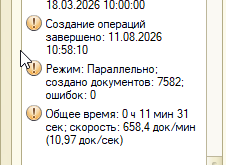 18.03.2026 10:00:00
Создание операций
завершено: 11.08.2026
10:58:10
Режим: Параллельно;
создано документов: 7582;
ошибок: 0
Общее время: 0 ч 11 мин 31
сек; скорость: 658,4 док/мин
(10,97 док/сек)